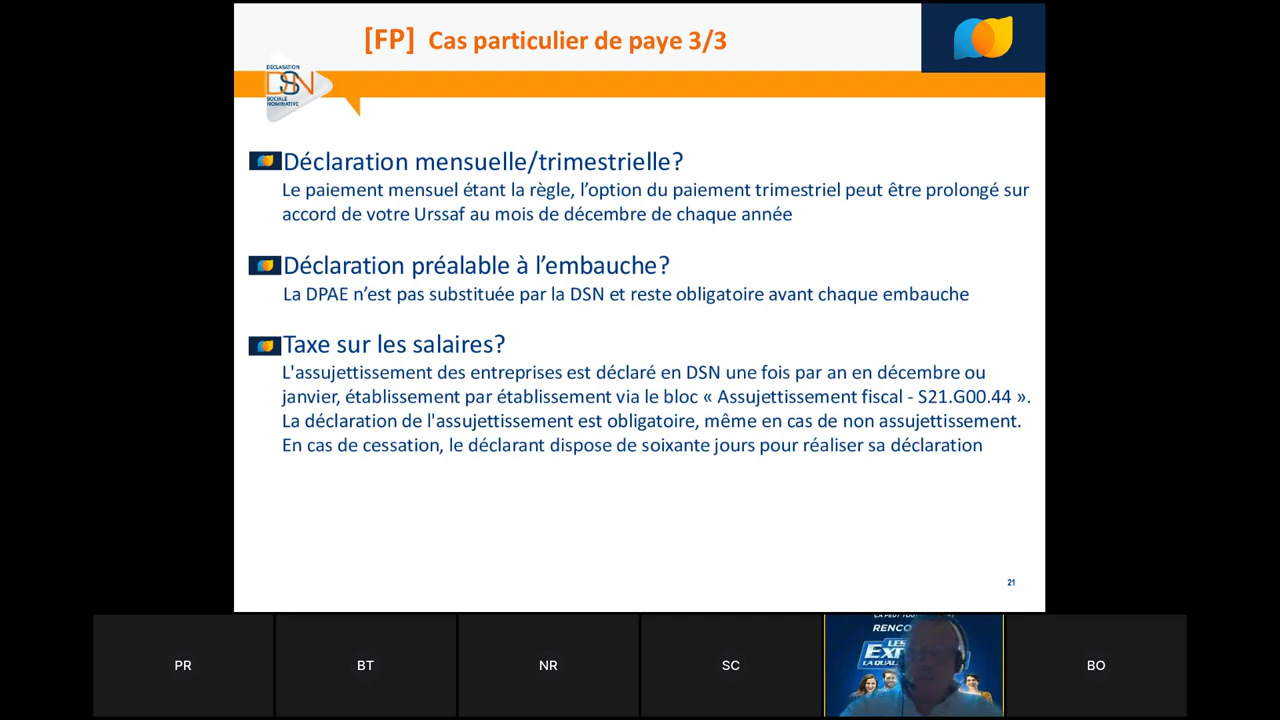 [FP] Cas particulier de paye 3/3
DÉCLARATION
DSN
SOCIALE
NOMINATIVE
Déclaration mensuelle/trimestrielle?
Le paiement mensuel étant la règle, l’option du paiement trimestriel peut être prolongé sur
accord de votre Urssaf au mois de décembre de chaque année
Déclaration préalable à l’embauche?
La DPAE n’est pas substituée par la DSN et reste obligatoire avant chaque embauche
Taxe sur les salaires?
L'assujettissement des entreprises est déclaré en DSN une fois par an en décembre ou
janvier, établissement par établissement via le bloc « Assujettissement fiscal - S21.G00.44 ».
La déclaration de l'assujettissement est obligatoire, même en cas de non assujettissement.
En cas de cessation, le déclarant dispose de soixante jours pour réaliser sa déclaration
21
PR
BT
NR
SC
RENCO
LES
EXP
LA QUAL
BO